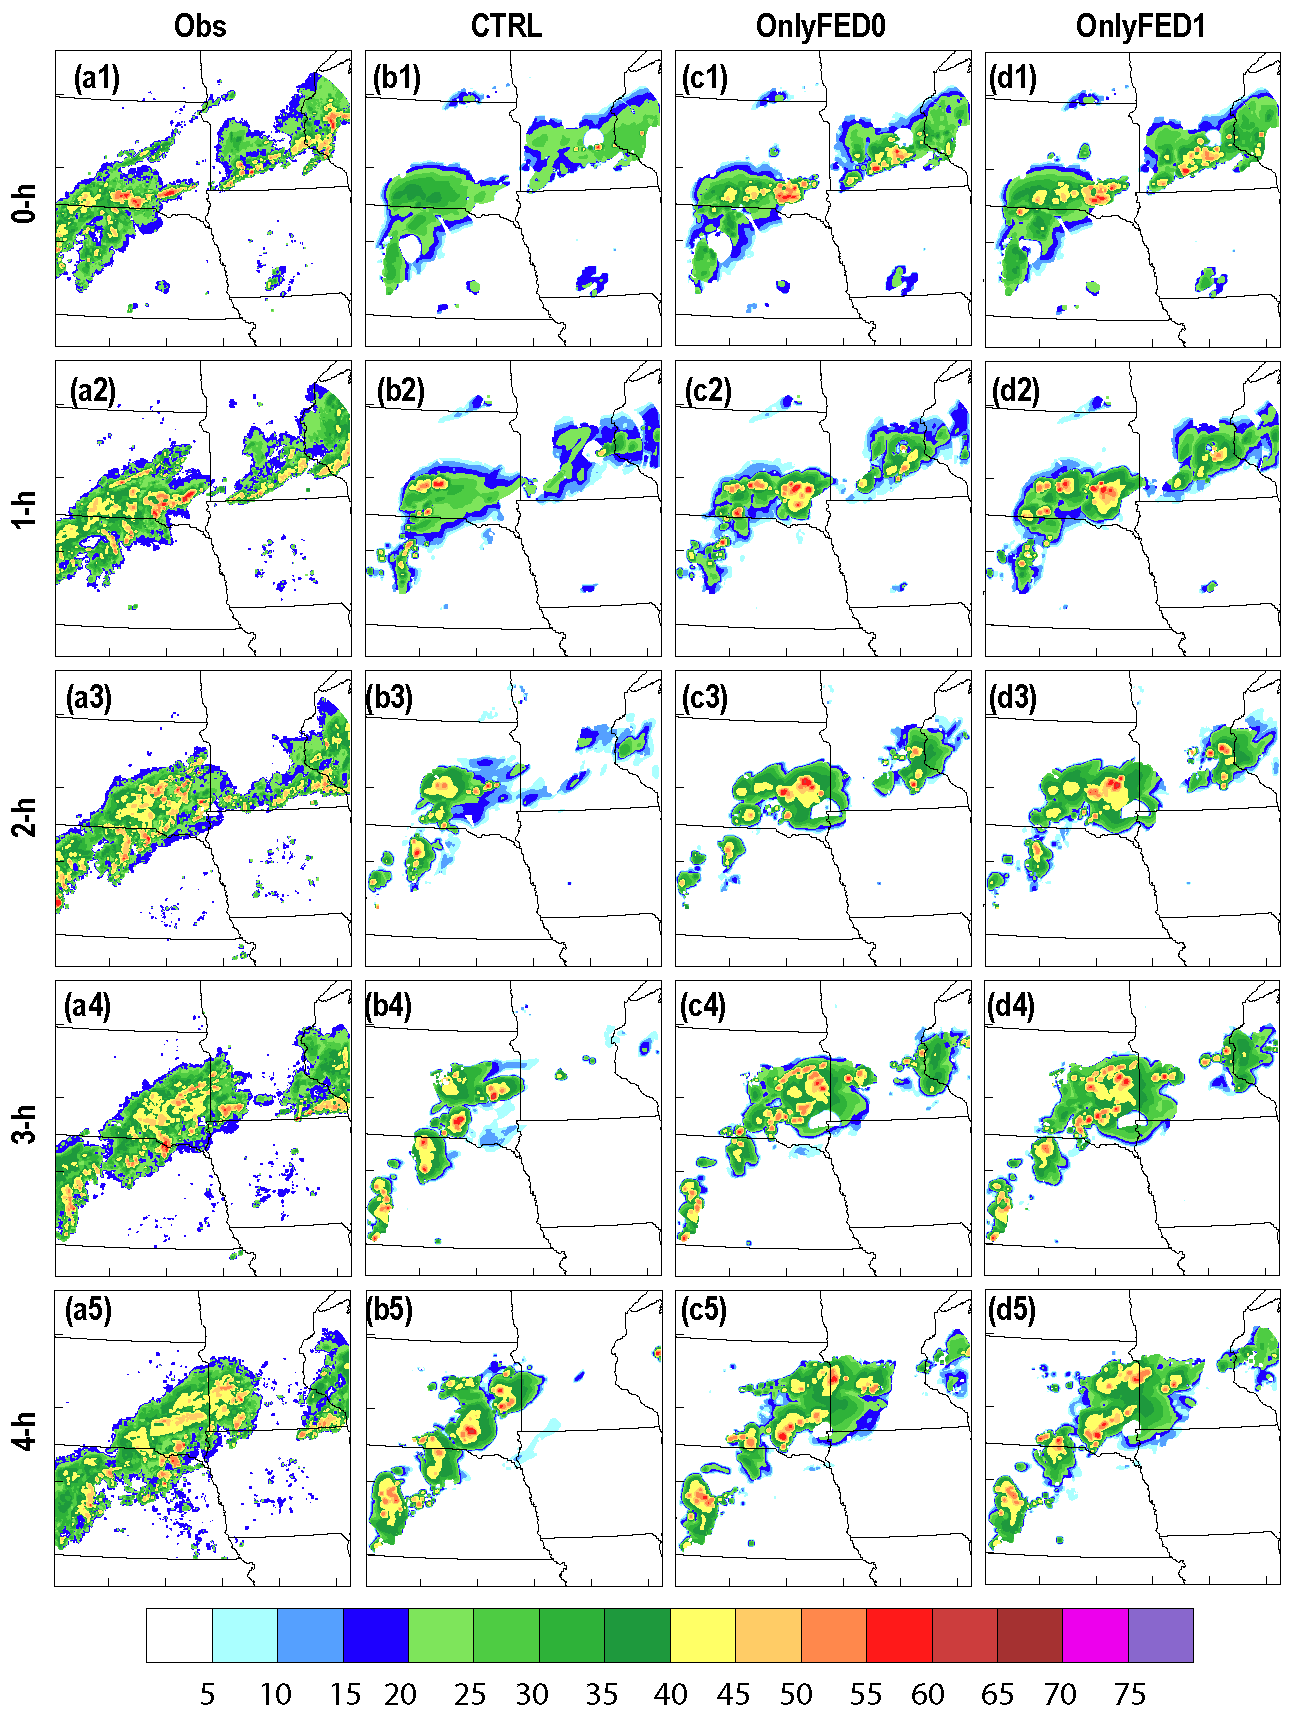 Obs CTRL OnlyFED0 OnlyFED1
(a1) (b1) (c1) (d1)
0-h
(a2) (b2) (c2) (d2)
1-h
(a3) (b3) (c3) (d3)
2-h
(a4) (b4) (c4) (d4)
3-h
(a5) (b5) (c5) (d5)
4-h
5 10 15 20 25 30 35 40 45 50 55 60 65 70 75